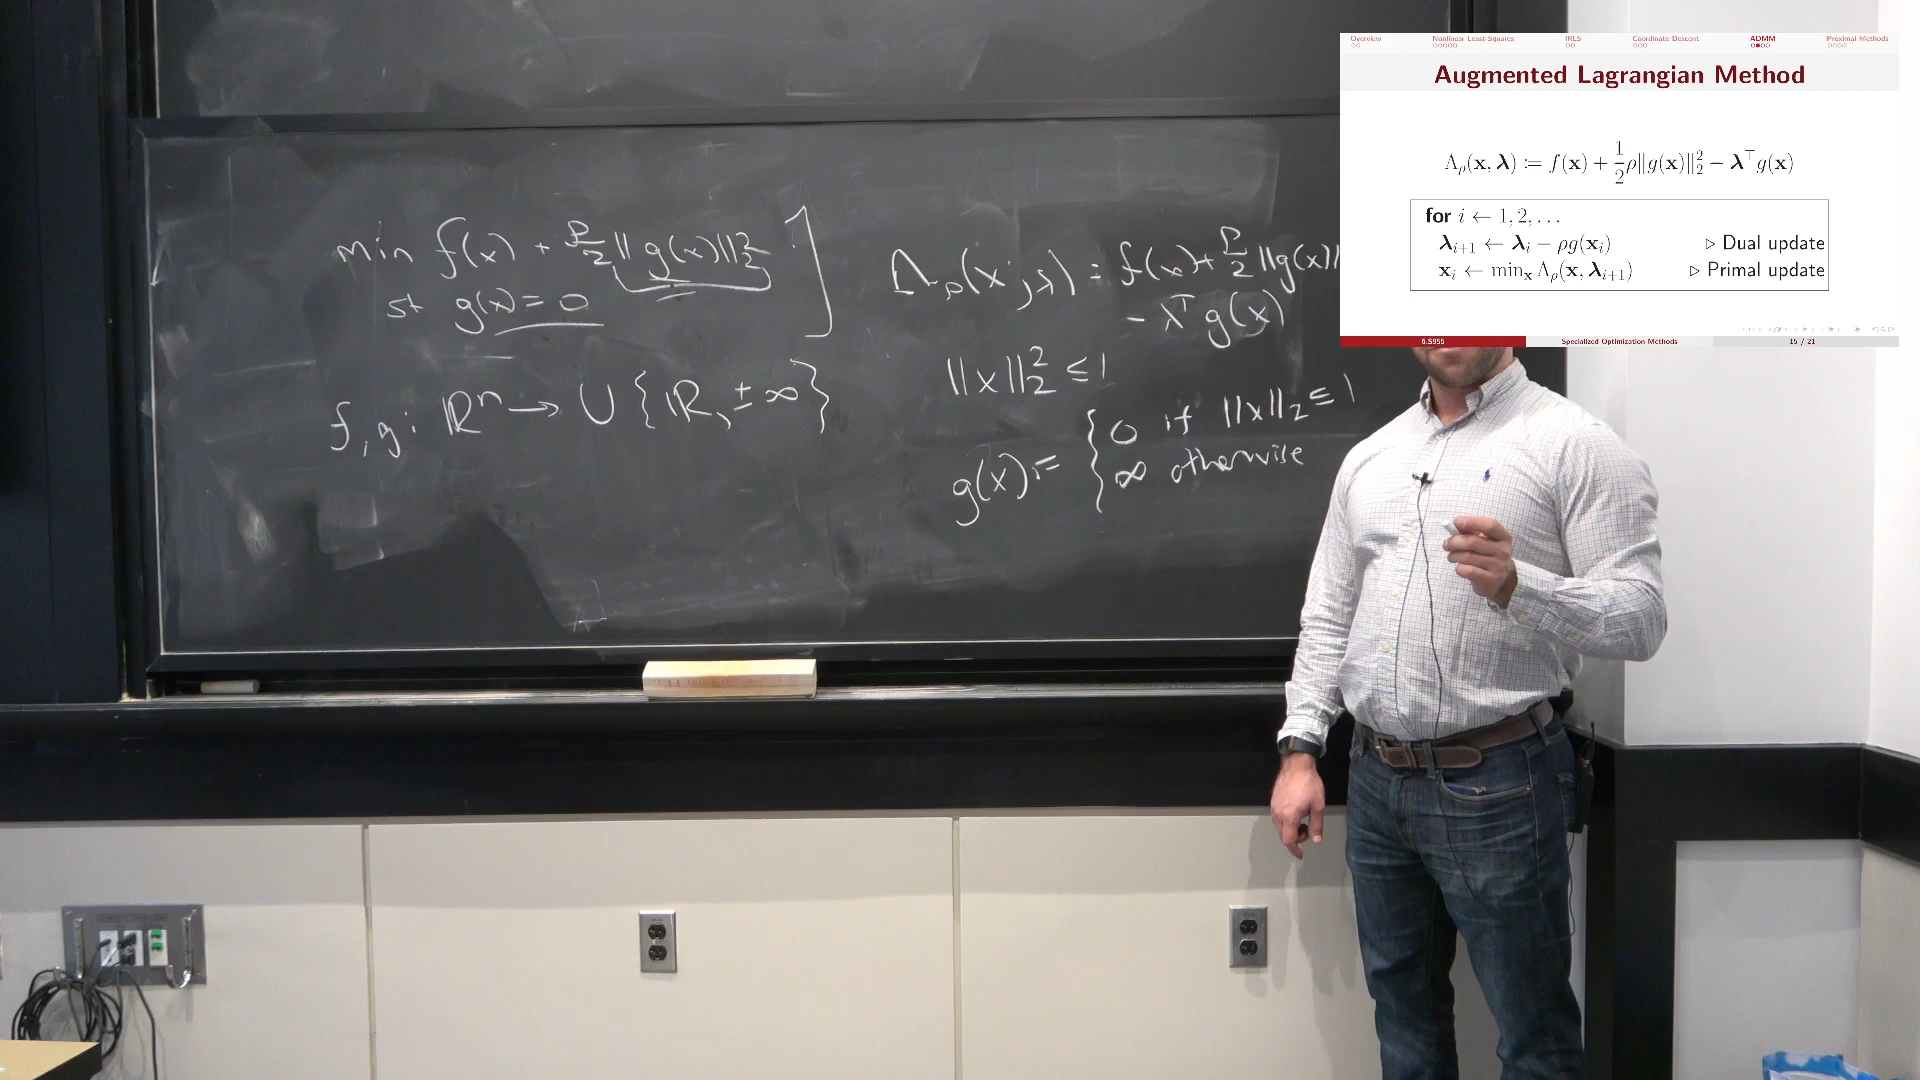 min f(x) + ρ/2 ||g(x)||₂²
st g(x) = 0
f, g: ℝⁿ → ∪{ℝ, ±∞}
Λρ(x;λ) = f(x) + ρ/2 ||g(x)||
- λᵀ g(x)
||x||₂² ≤ 1
g(x) := { 0 if ||x||₂ ≤ 1
∞ otherwise
Overview Nonlinear Least-Squares IRLS Coordinate Descent ADMM Proximal Methods
Augmented Lagrangian Method
Λρ(x, λ) := f(x) + 1/2 ρ||g(x)||₂² − λ⊤g(x)
for i ← 1, 2, . . .
λᵢ₊₁ ← λᵢ − ρg(xᵢ) ▷ Dual update
xᵢ ← minₓ Λρ(x, λᵢ₊₁) ▷ Primal update
6.S955 Specialized Optimization Methods 15 / 21